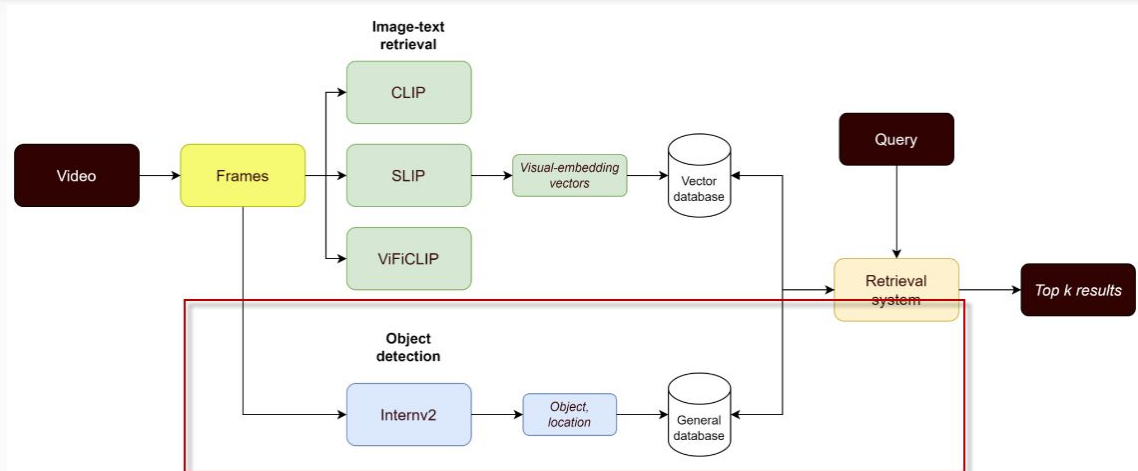 Image-text
retrieval
CLIP
Query
Video
Frames
SLIP
Visual-embedding
vectors
Vector
database
ViFiCLIP
Retrieval
system
Top k results
Object
detection
Internv2
Object,
location
General
database